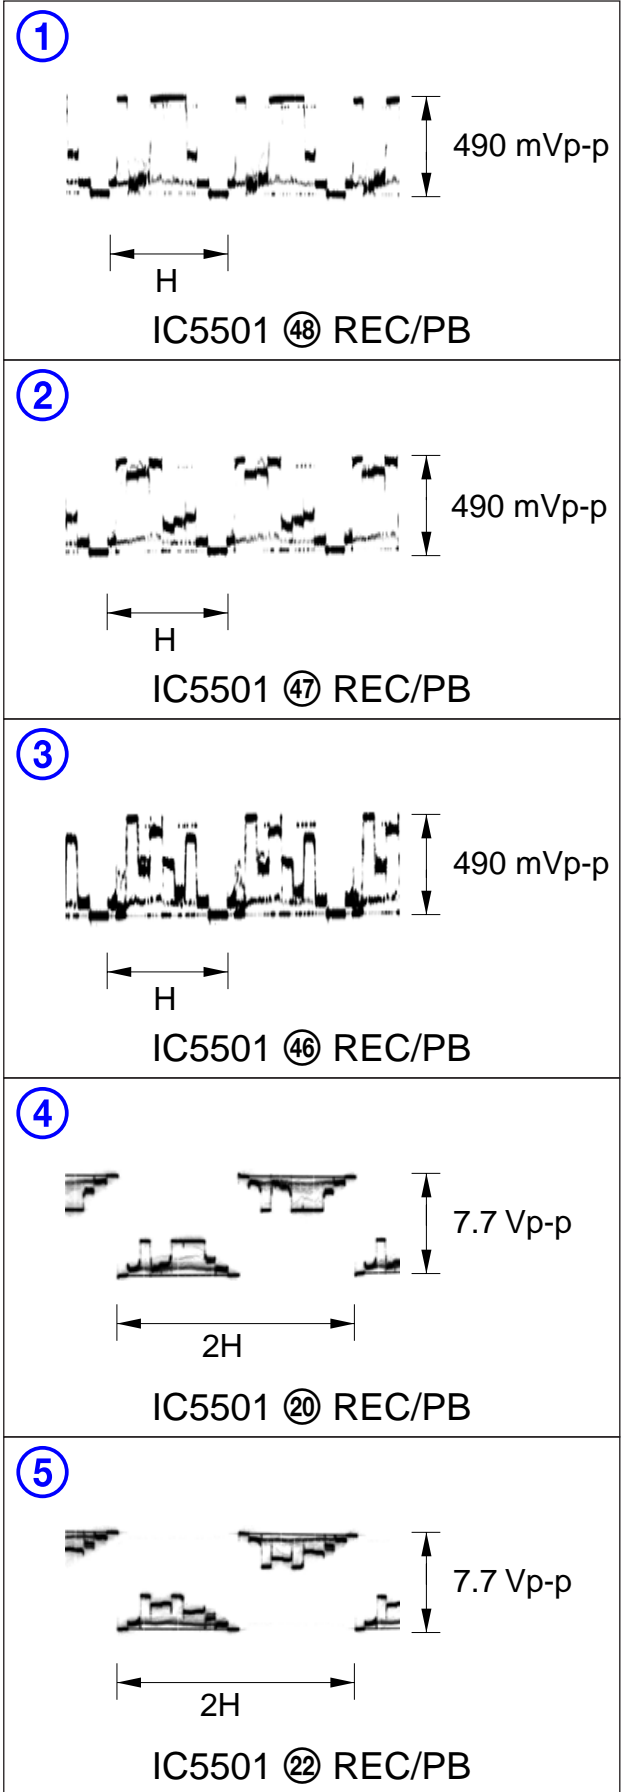 ①
490 mVp-p
H
IC5501 ㊽ REC/PB
②
490 mVp-p
H
IC5501 ㊼ REC/PB
③
490 mVp-p
H
IC5501 ㊻ REC/PB
④
7.7 Vp-p
2H
IC5501 ⑳ REC/PB
⑤
7.7 Vp-p
2H
IC5501 ㉒ REC/PB